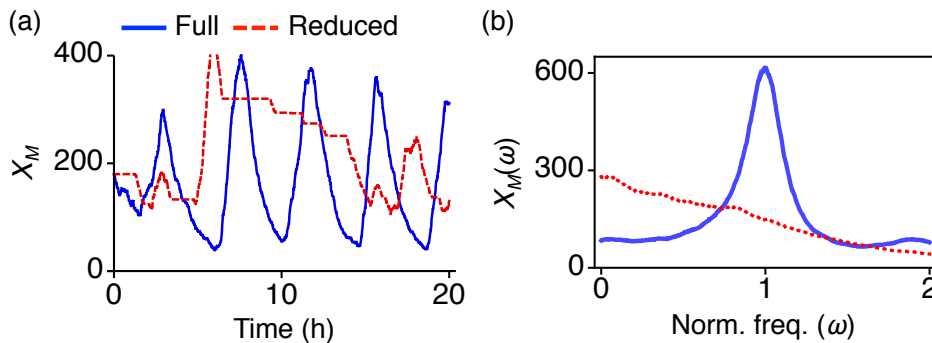 (a)
Full
Reduced
400
200
0
X_M
0
10
20
Time (h)
(b)
600
300
0
X_M(ω)
0
1
2
Norm. freq. (ω)